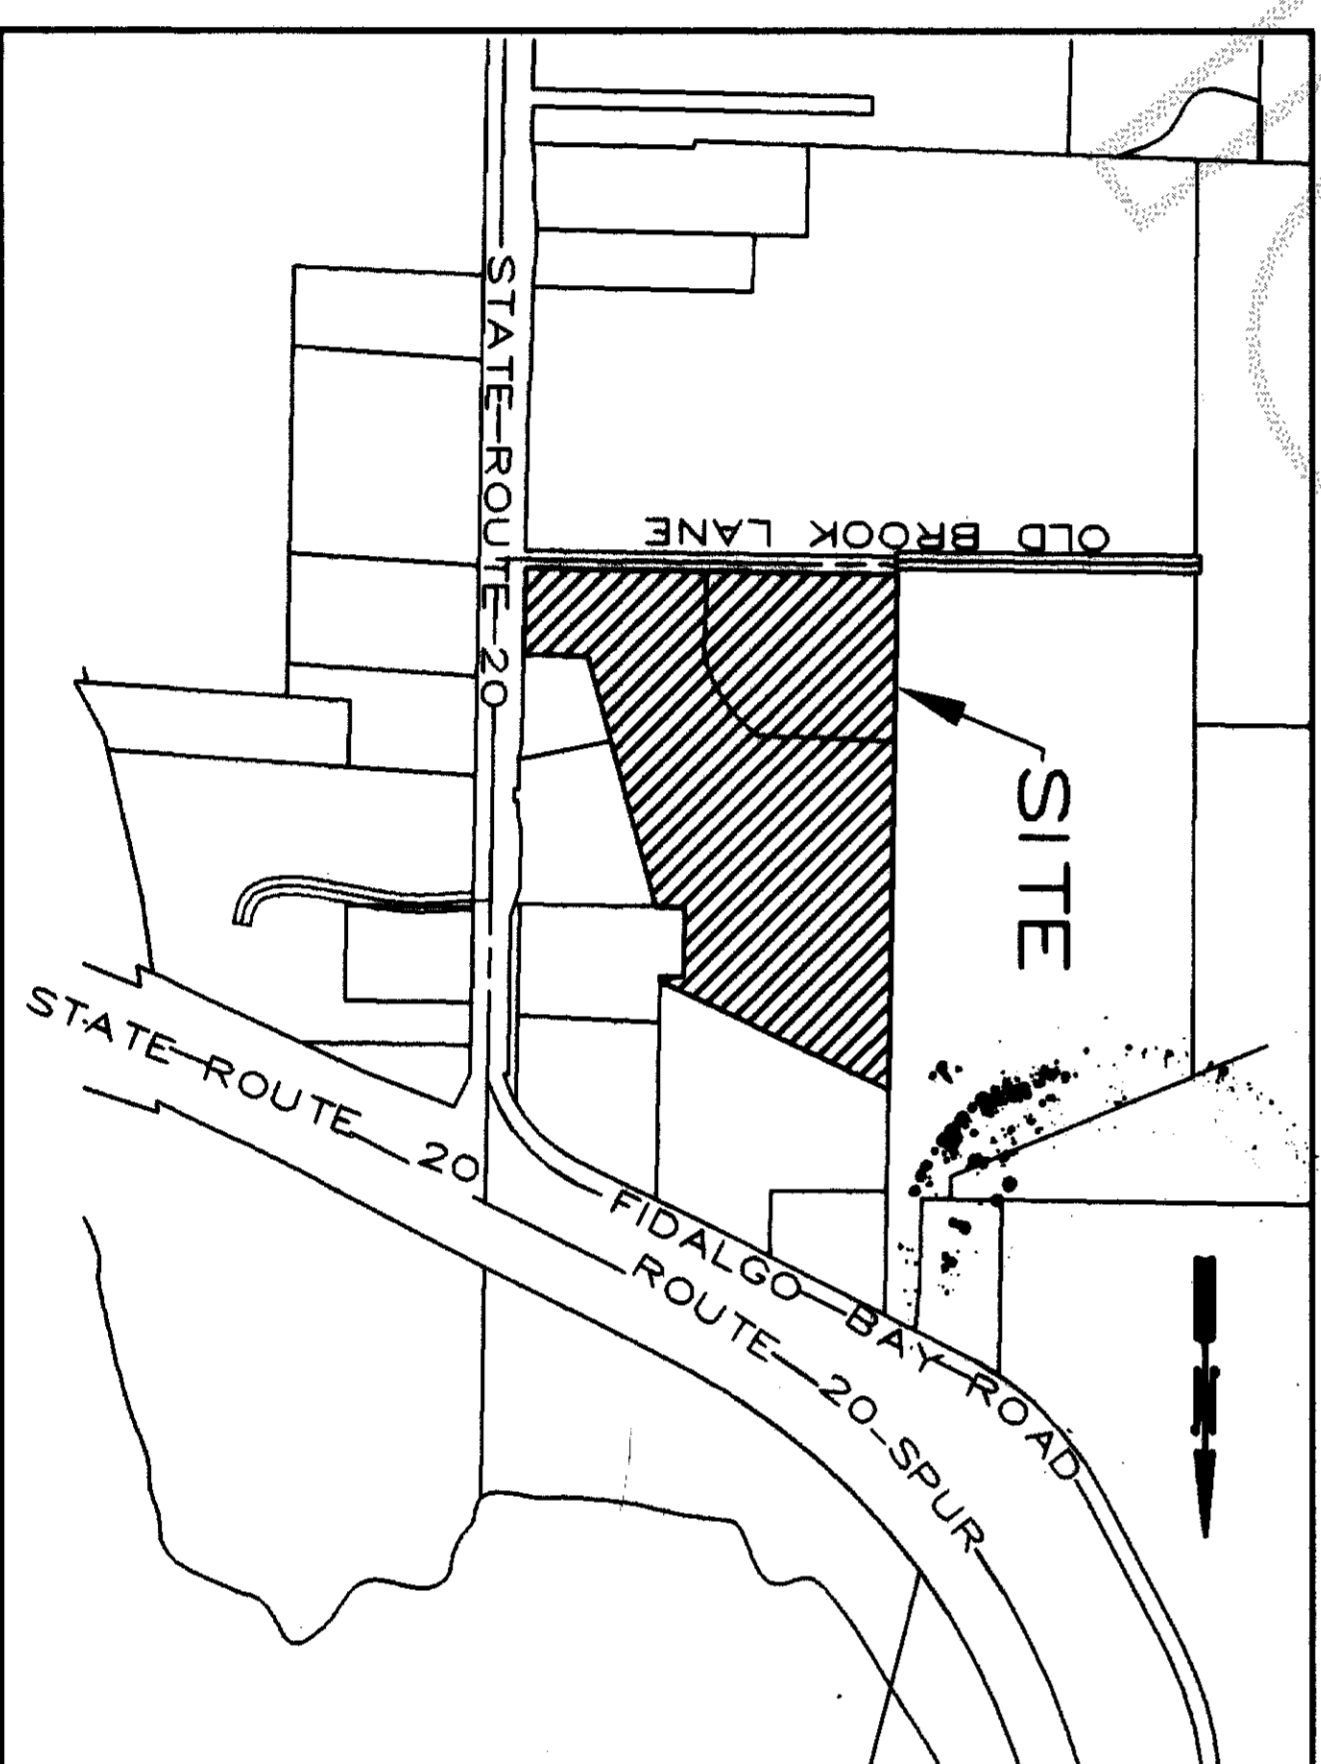 STATE ROUTE 20
OLD BROOK LANE
SITE
STATE ROUTE 20
FIDALGO BAY ROAD
ROUTE 20 SPUR
N